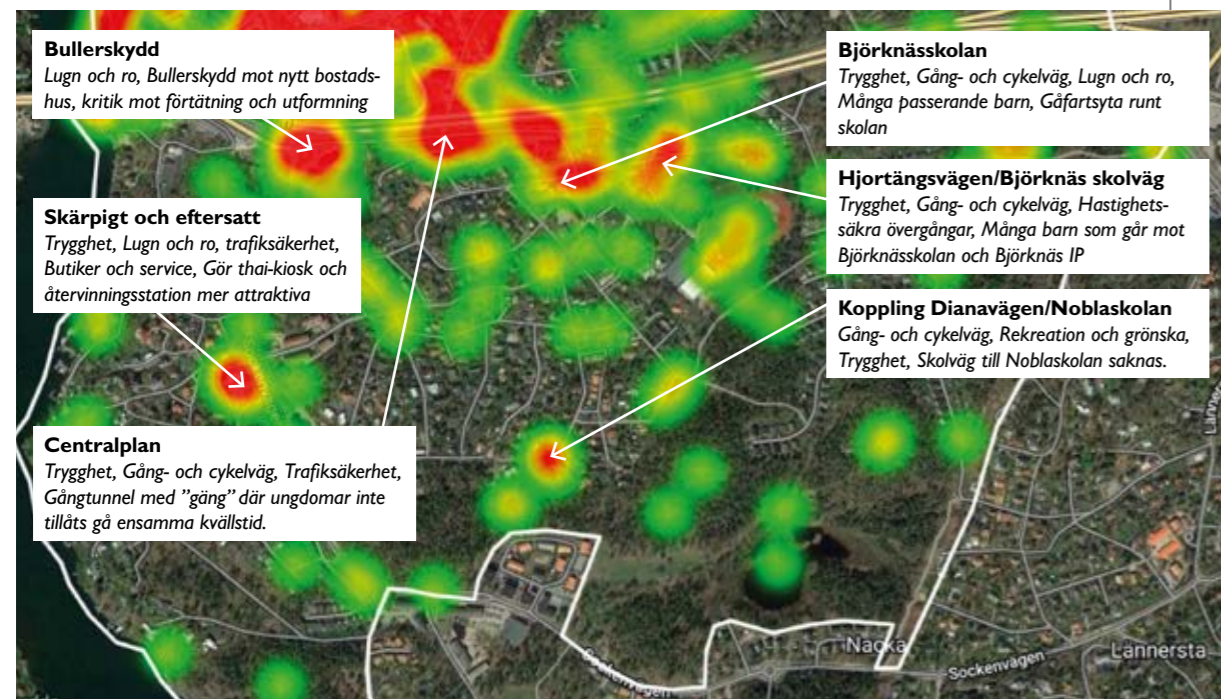 Bullerskydd
Lugn och ro, Bullerskydd mot nytt bostads-
hus, kritik mot förtätning och utformning
Skärpigt och eftersatt
Trygghet, Lugn och ro, trafiksäkerhet,
Butiker och service, Gör thai-kiosk och
återvinningsstation mer attraktiva
Centralplan
Trygghet, Gång- och cykelväg, Trafiksäkerhet,
Gångtunnel med ”gäng” där ungdomar inte
tillåts gå ensamma kvällstid.
Björknässkolan
Trygghet, Gång- och cykelväg, Lugn och ro,
Många passerande barn, Gåfartsyta runt
skolan
Hjortängsvägen/Björknäs skolväg
Trygghet, Gång- och cykelväg, Hastighets-
säkra övergångar, Många barn som går mot
Björknässkolan och Björknäs IP
Koppling Dianavägen/Noblaskolan
Gång- och cykelväg, Rekreation och grönska,
Trygghet, Skolväg till Noblaskolan saknas.
Nacka
Lännersta
Sockenvägen
Sockenvägen